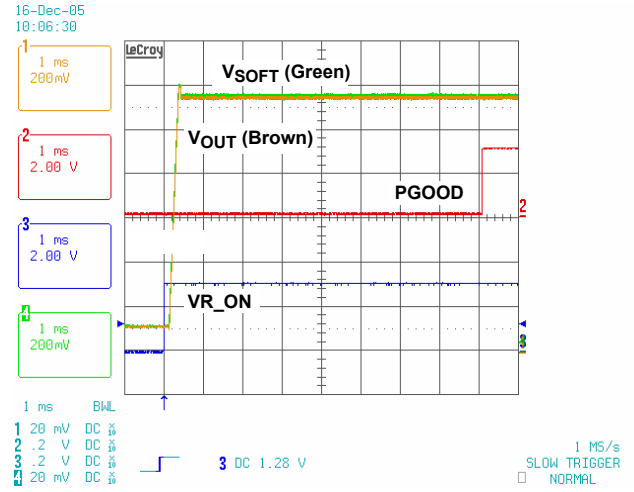 16-Dec-05
10:06:30
LeCroy
1
1 ms
200mV
VSOFT (Green)
VOUT (Brown)
2
1 ms
2.00 V
PGOOD
2
3
1 ms
2.00 V
VR_ON
4
1 ms
200mV
1 ms BWL
1 20 mV DC
2 .2 V DC
3 .2 V DC
4 20 mV DC
3 DC 1.28 V
1 MS/s
SLOW TRIGGER
NORMAL